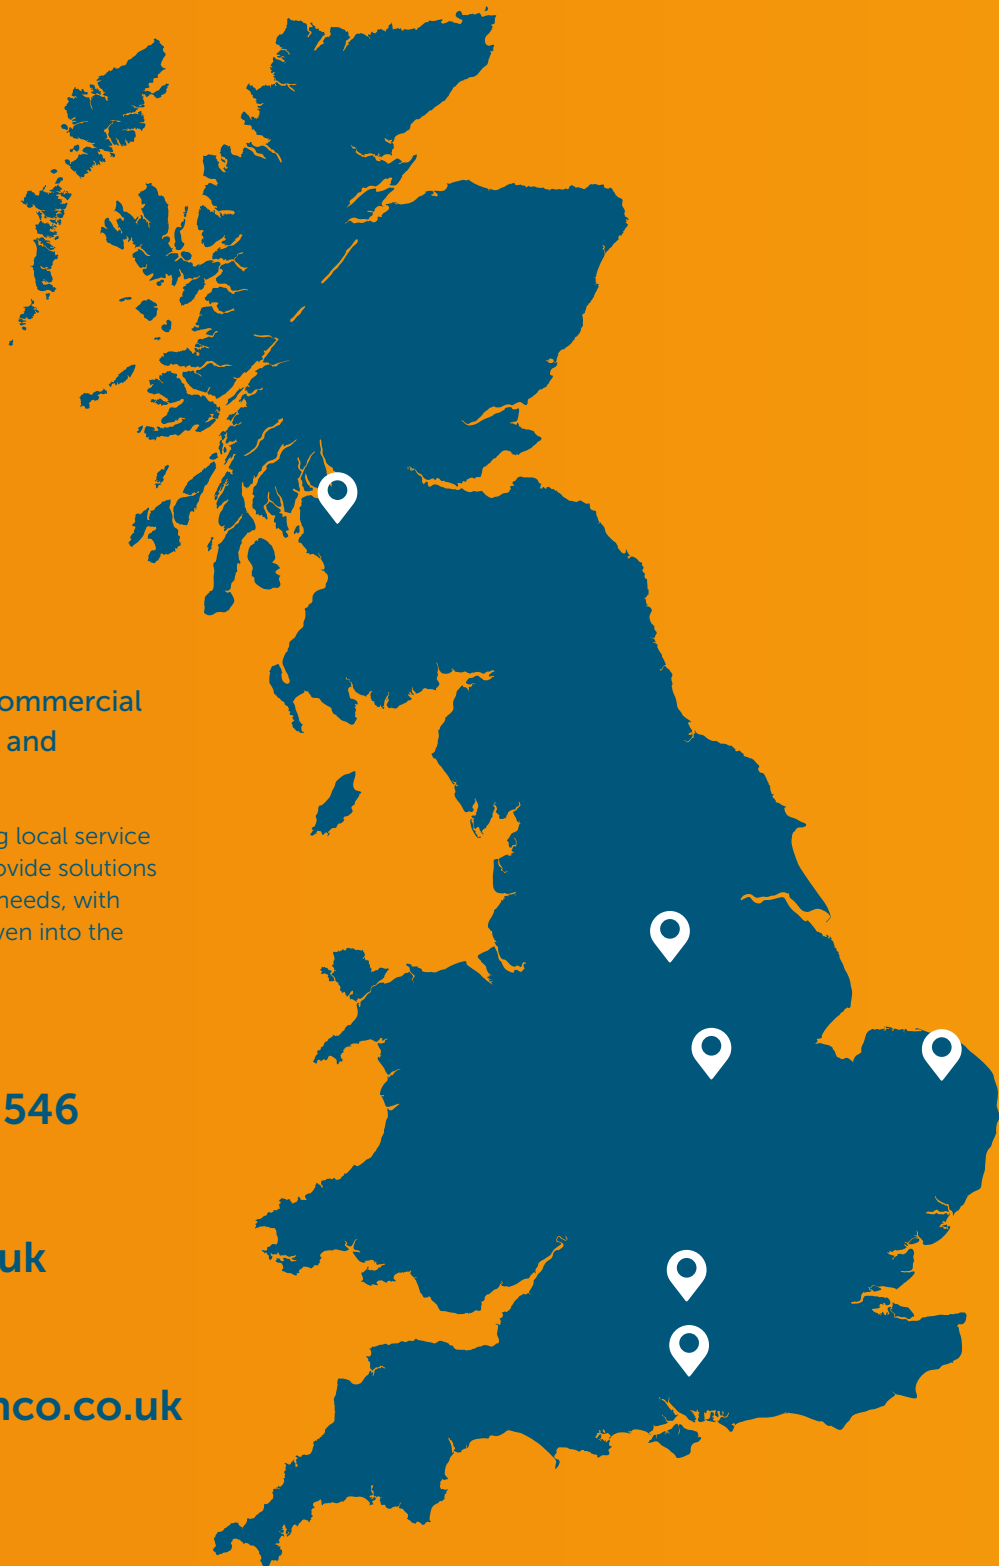 ommercial
and
g local service
ovide solutions
needs, with
ven into the
546
uk
nco.co.uk